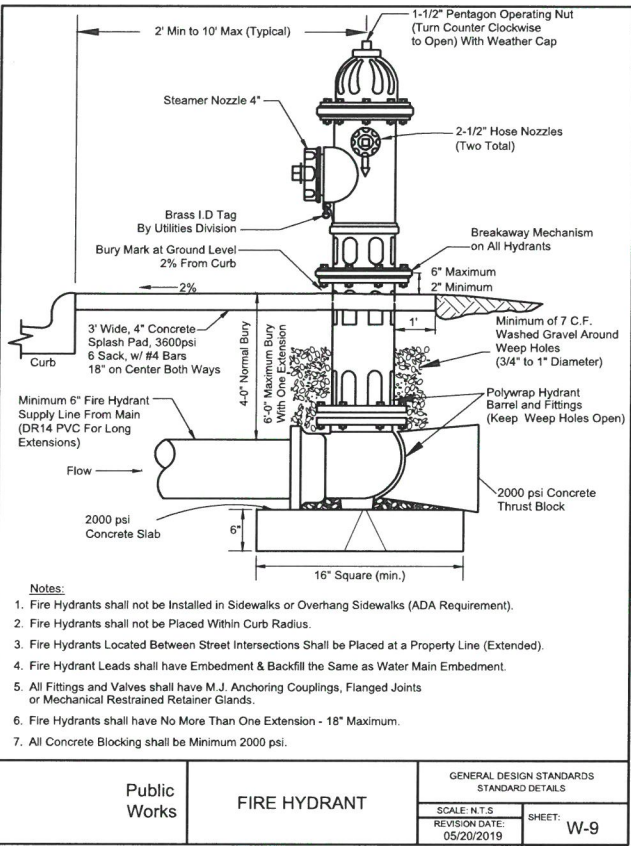 2' Min to 10' Max (Typical)
1-1/2" Pentagon Operating Nut
(Turn Counter Clockwise
to Open) With Weather Cap
Steamer Nozzle 4"
2-1/2" Hose Nozzles
(Two Total)
Brass I.D Tag
By Utilities Division
Bury Mark at Ground Level
2% From Curb
Breakaway Mechanism
on All Hydrants
6" Maximum
2" Minimum
2%
1'
Curb
3' Wide, 4" Concrete
Splash Pad, 3600psi
6 Sack, w/ #4 Bars
18" on Center Both Ways
4'-0" Normal Bury
6'-0" Maximum Bury
With One Extension
Minimum of 7 C.F.
Washed Gravel Around
Weep Holes
(3/4" to 1" Diameter)
Minimum 6" Fire Hydrant
Supply Line From Main
(DR14 PVC For Long
Extensions)
Polywrap Hydrant
Barrel and Fittings
(Keep Weep Holes Open)
Flow
2000 psi
Concrete Slab
6"
2000 psi Concrete
Thrust Block
16" Square (min.)
Notes:
1. Fire Hydrants shall not be Installed in Sidewalks or Overhang Sidewalks (ADA Requirement).
2. Fire Hydrants shall not be Placed Within Curb Radius.
3. Fire Hydrants Located Between Street Intersections Shall be Placed at a Property Line (Extended).
4. Fire Hydrant Leads shall have Embedment & Backfill the Same as Water Main Embedment.
5. All Fittings and Valves shall have M.J. Anchoring Couplings, Flanged Joints
or Mechanical Restrained Retainer Glands.
6. Fire Hydrants shall have No More Than One Extension - 18" Maximum.
7. All Concrete Blocking shall be Minimum 2000 psi.
Public
Works
FIRE HYDRANT
GENERAL DESIGN STANDARDS
STANDARD DETAILS
SCALE: N.T.S
REVISION DATE:
05/20/2019
SHEET:
W-9